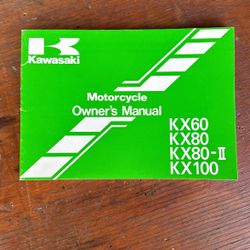 Kawasaki
Motorcycle
Owner's Manual
KX60
KX80
KX80-II
KX100